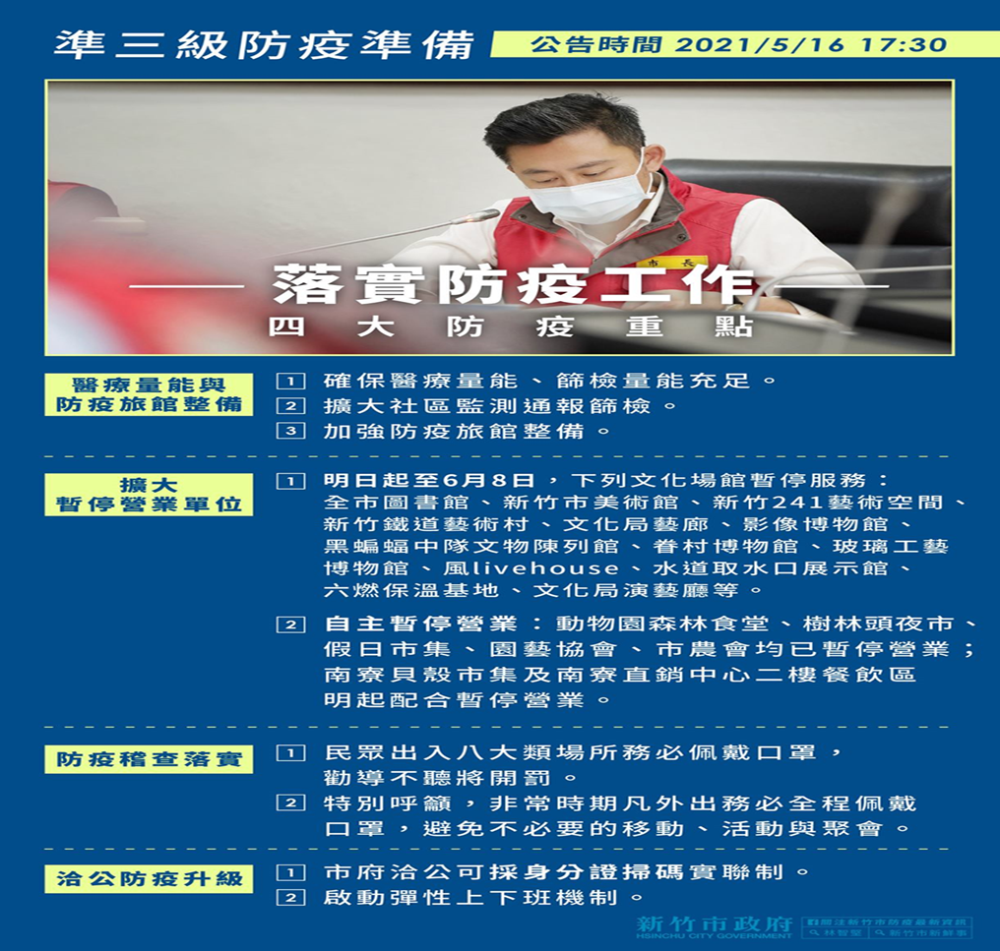 準三級防疫準備
公告時間 2021/5/16 17:30
市長
落實防疫工作
四大防疫重點
醫療量能與
防疫旅館整備
1 確保醫療量能、篩檢量能充足。
2 擴大社區監測通報篩檢。
3 加強防疫旅館整備。
擴大
暫停營業單位
1 明日起至6月8日，下列文化場館暫停服務：
全市圖書館、新竹市美術館、新竹241藝術空間、
新竹鐵道藝術村、文化局藝廊、影像博物館、
黑蝙蝠中隊文物陳列館、眷村博物館、玻璃工藝
博物館、風livehouse、水道取水口展示館、
六燃保溫基地、文化局演藝廳等。
2 自主暫停營業：動物園森林食堂、樹林頭夜市、
假日市集、園藝協會、市農會均已暫停營業；
南寮貝殼市集及南寮直銷中心二樓餐飲區
明起配合暫停營業。
防疫稽查落實
1 民眾出入八大類場所務必佩戴口罩，
勸導不聽將開罰。
2 特別呼籲，非常時期凡外出務必全程佩戴
口罩，避免不必要的移動、活動與聚會。
洽公防疫升級
1 市府洽公可採身分證掃碼實聯制。
2 啟動彈性上下班機制。
新竹市政府
HSINCHU CITY GOVERNMENT
關注新竹市防疫最新資訊
林智堅
新竹市新鮮事